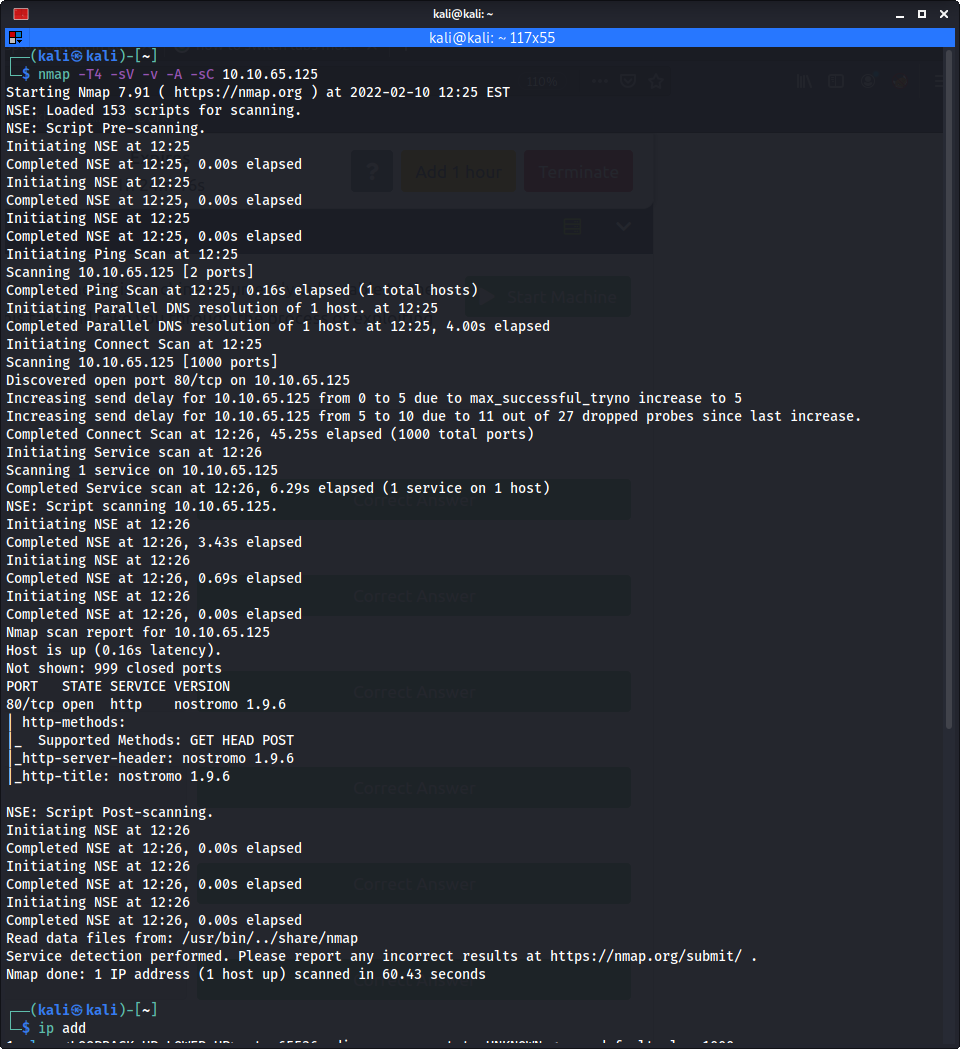 kali@kali: ~
kali@kali: ~ 117x55
┌──(kali㉿kali)-[~]
└─$ nmap -T4 -sV -v -A -sC 10.10.65.125
Starting Nmap 7.91 ( https://nmap.org ) at 2022-02-10 12:25 EST
NSE: Loaded 153 scripts for scanning.
NSE: Script Pre-scanning.
Initiating NSE at 12:25
Completed NSE at 12:25, 0.00s elapsed
Initiating NSE at 12:25
Completed NSE at 12:25, 0.00s elapsed
Initiating NSE at 12:25
Completed NSE at 12:25, 0.00s elapsed
Initiating Ping Scan at 12:25
Scanning 10.10.65.125 [2 ports]
Completed Ping Scan at 12:25, 0.16s elapsed (1 total hosts)
Initiating Parallel DNS resolution of 1 host. at 12:25
Completed Parallel DNS resolution of 1 host. at 12:25, 4.00s elapsed
Initiating Connect Scan at 12:25
Scanning 10.10.65.125 [1000 ports]
Discovered open port 80/tcp on 10.10.65.125
Increasing send delay for 10.10.65.125 from 0 to 5 due to max_successful_tryno increase to 5
Increasing send delay for 10.10.65.125 from 5 to 10 due to 11 out of 27 dropped probes since last increase.
Completed Connect Scan at 12:26, 45.25s elapsed (1000 total ports)
Initiating Service scan at 12:26
Scanning 1 service on 10.10.65.125
Completed Service scan at 12:26, 6.29s elapsed (1 service on 1 host)
NSE: Script scanning 10.10.65.125.
Initiating NSE at 12:26
Completed NSE at 12:26, 3.43s elapsed
Initiating NSE at 12:26
Completed NSE at 12:26, 0.69s elapsed
Initiating NSE at 12:26
Completed NSE at 12:26, 0.00s elapsed
Nmap scan report for 10.10.65.125
Host is up (0.16s latency).
Not shown: 999 closed ports
PORT   STATE SERVICE VERSION
80/tcp open  http    nostromo 1.9.6
| http-methods:
|_  Supported Methods: GET HEAD POST
|_http-server-header: nostromo 1.9.6
|_http-title: nostromo 1.9.6
NSE: Script Post-scanning.
Initiating NSE at 12:26
Completed NSE at 12:26, 0.00s elapsed
Initiating NSE at 12:26
Completed NSE at 12:26, 0.00s elapsed
Initiating NSE at 12:26
Completed NSE at 12:26, 0.00s elapsed
Read data files from: /usr/bin/../share/nmap
Service detection performed. Please report any incorrect results at https://nmap.org/submit/ .
Nmap done: 1 IP address (1 host up) scanned in 60.43 seconds
┌──(kali㉿kali)-[~]
└─$ ip add
110%
?
Add 1 hour
Terminate
Start Machine
Correct Answer
Correct Answer
Correct Answer
Correct Answer
Correct Answer